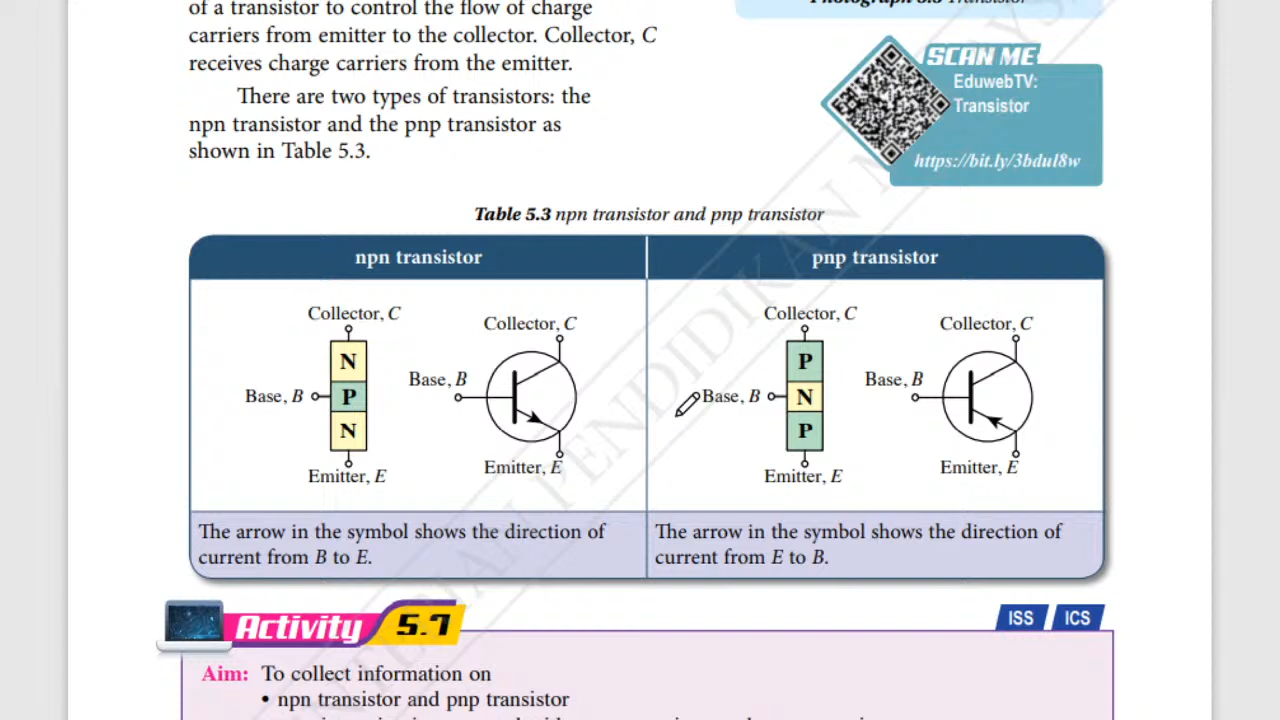 of a transistor to control the flow of charge
carriers from emitter to the collector. Collector, C
receives charge carriers from the emitter.
There are two types of transistors: the
npn transistor and the pnp transistor as
shown in Table 5.3.
SCAN ME
EduwebTV:
Transistor
https://bit.ly/3bdul8w
Table 5.3 npn transistor and pnp transistor
npn transistor
pnp transistor
Collector, C
N
Base, B
P
N
Emitter, E
Collector, C
Base, B
Emitter, E
Collector, C
P
Base, B
N
P
Emitter, E
Collector, C
Base, B
Emitter, E
The arrow in the symbol shows the direction of
current from B to E.
The arrow in the symbol shows the direction of
current from E to B.
Activity 5.7
ISS
ICS
Aim: To collect information on
• npn transistor and pnp transistor